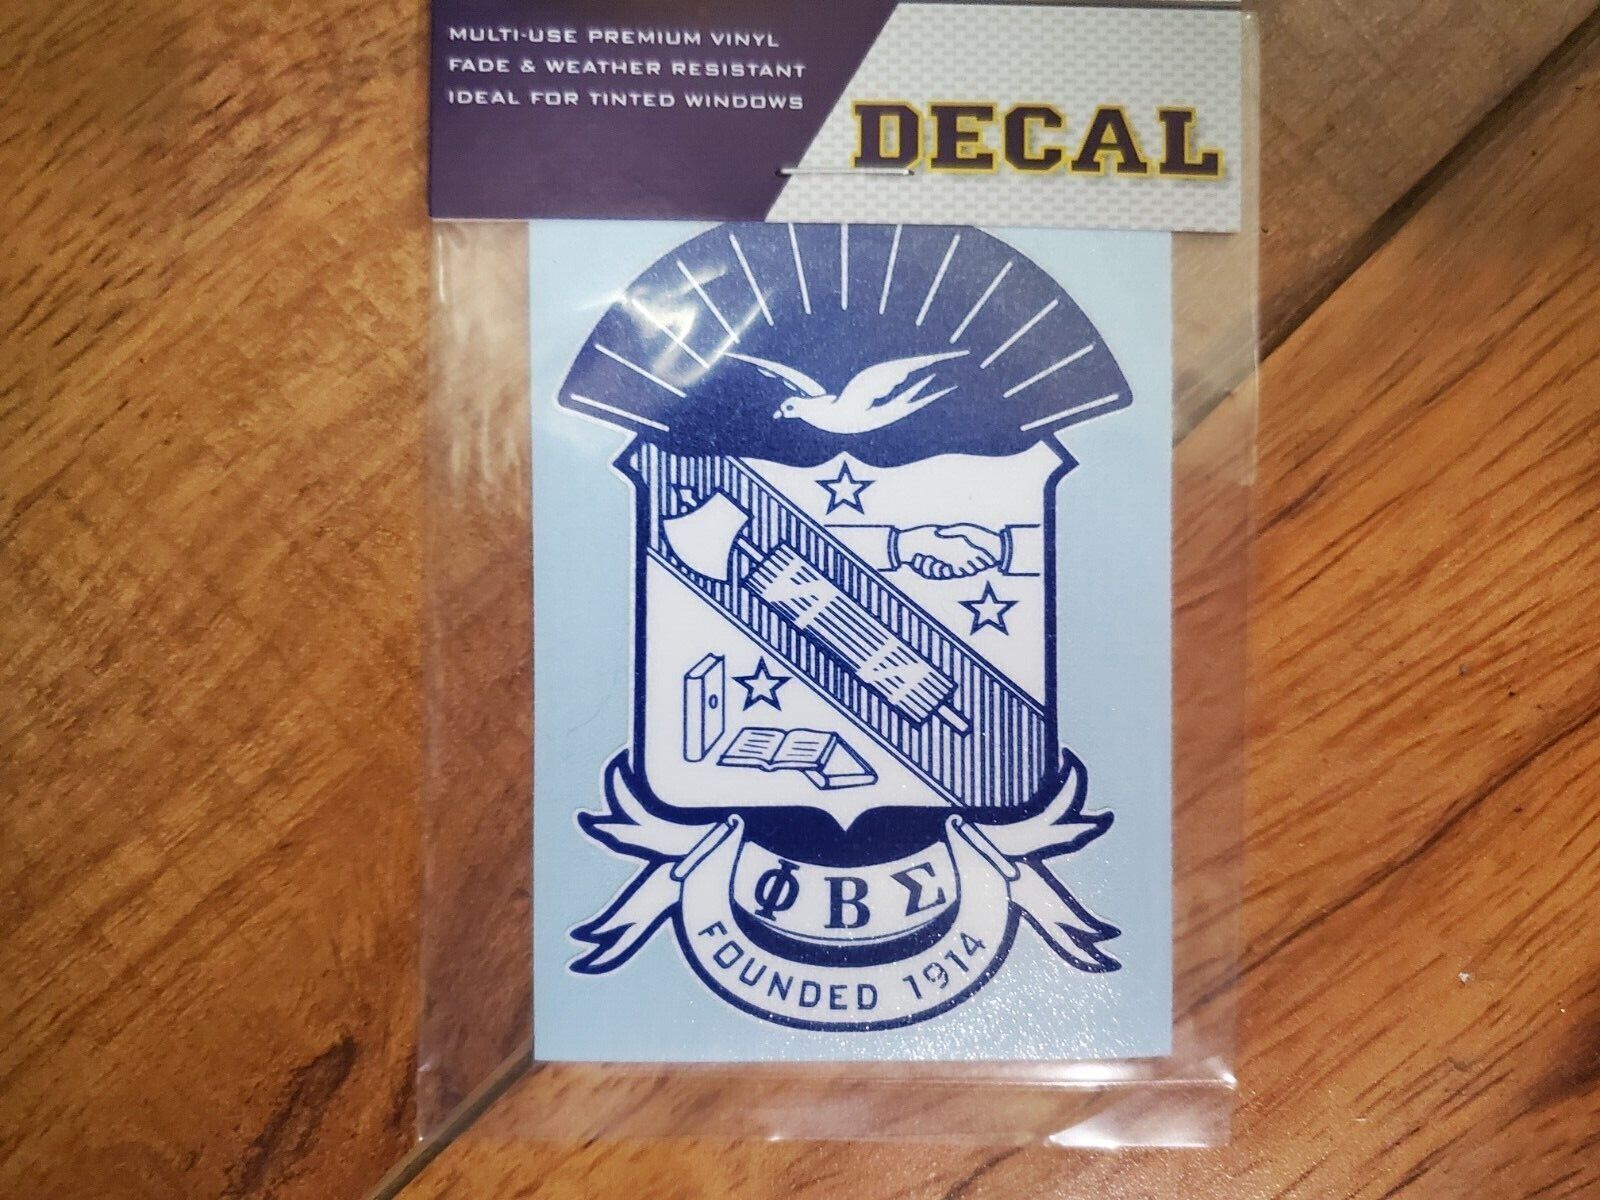 MULTI-USE PREMIUM VINYL
FADE & WEATHER RESISTANT
IDEAL FOR TINTED WINDOWS
DECAL
ΦΒΣ
FOUNDED 1914